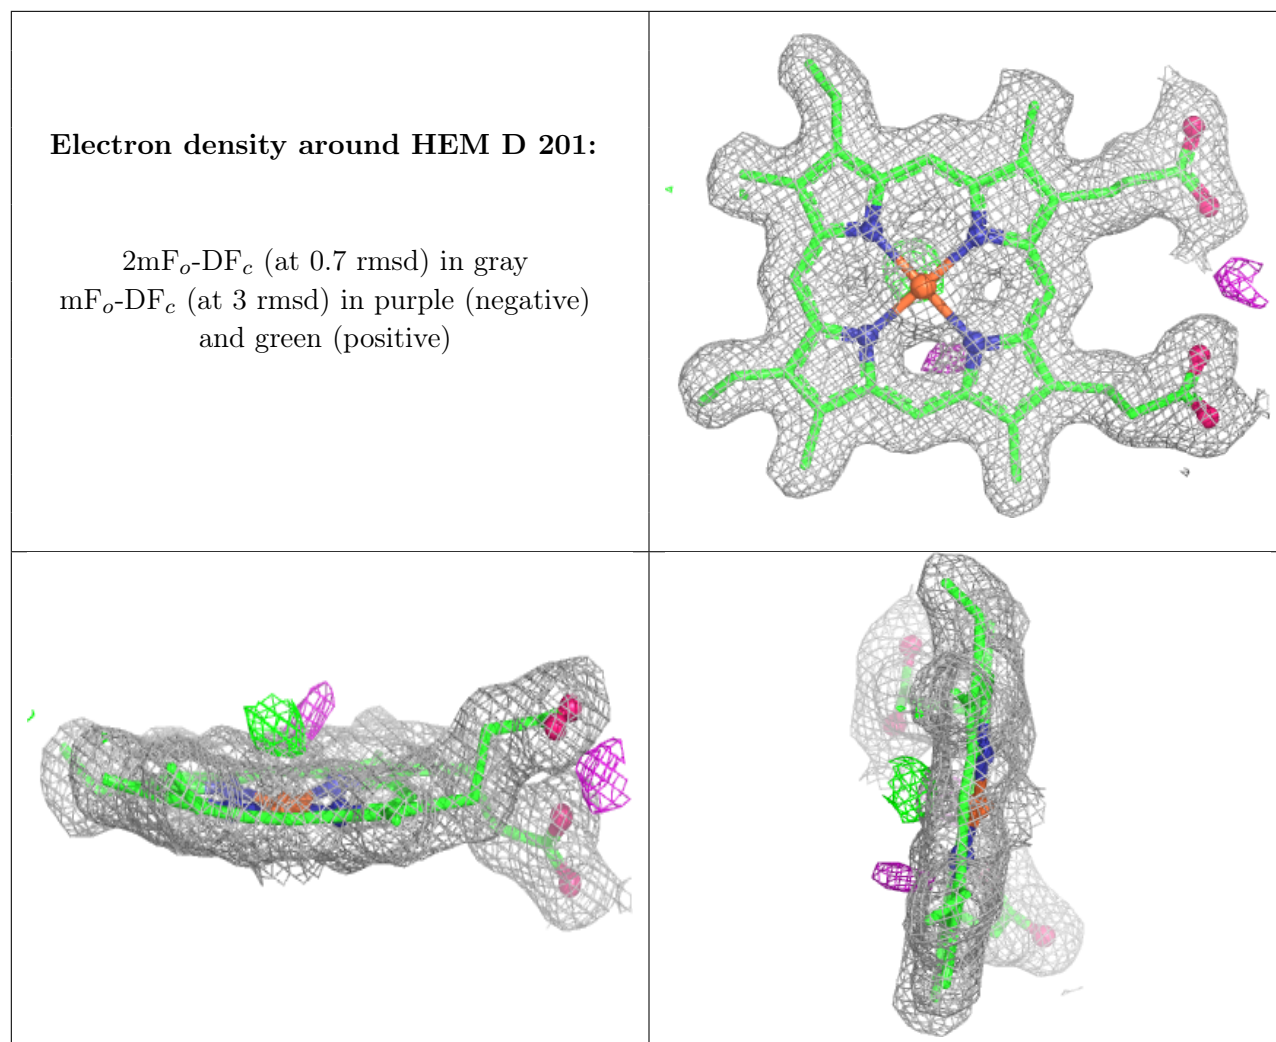 Electron density around HEM D 201:
2mFo-DFc (at 0.7 rmsd) in gray
mFo-DFc (at 3 rmsd) in purple (negative)
and green (positive)